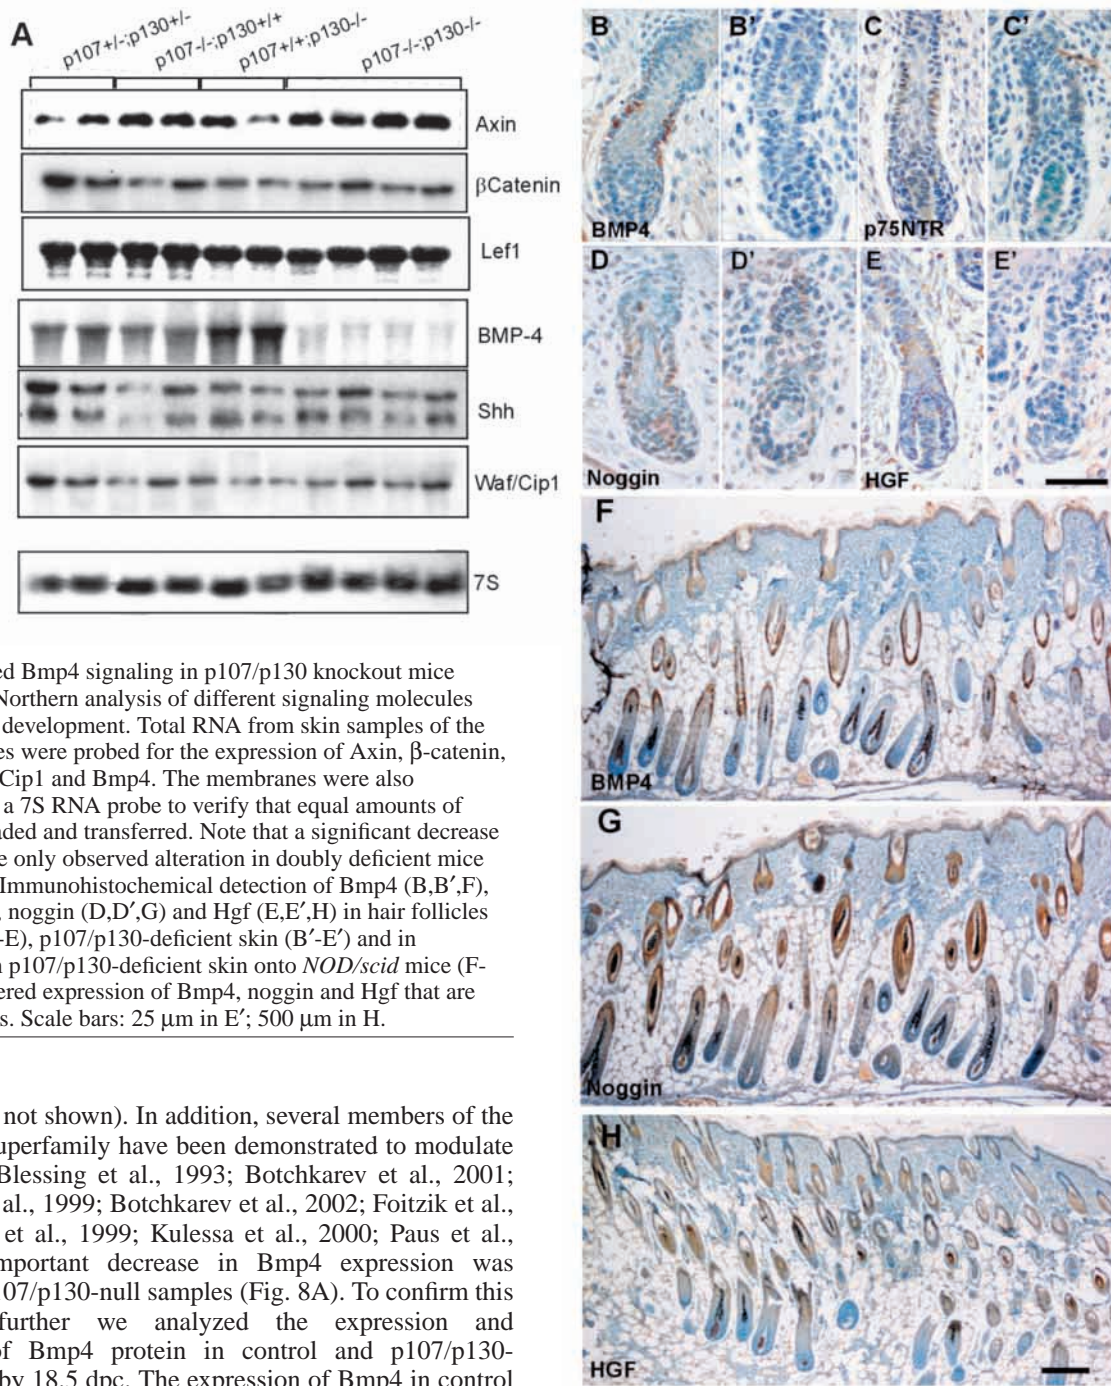 A
p107+/-;p130+/-
p107-/-;p130+/+
p107+/+;p130-/-
p107-/-;p130-/-
Axin
βCatenin
Lef1
BMP-4
Shh
Waf/Cip1
7S
B
B'
C
C'
BMP4
p75NTR
D
D'
E
E'
Noggin
HGF
F
BMP4
G
Noggin
H
HGF
ed Bmp4 signaling in p107/p130 knockout mice
Northern analysis of different signaling molecules
development. Total RNA from skin samples of the
es were probed for the expression of Axin, β-catenin,
Cip1 and Bmp4. The membranes were also
a 7S RNA probe to verify that equal amounts of
ded and transferred. Note that a significant decrease
e only observed alteration in doubly deficient mice
Immunohistochemical detection of Bmp4 (B,B′,F),
, noggin (D,D′,G) and Hgf (E,E′,H) in hair follicles
-E), p107/p130-deficient skin (B′-E′) and in
n p107/p130-deficient skin onto NOD/scid mice (F-
ered expression of Bmp4, noggin and Hgf that are
s. Scale bars: 25 μm in E′; 500 μm in H.
not shown). In addition, several members of the
superfamily have been demonstrated to modulate
Blessing et al., 1993; Botchkarev et al., 2001;
al., 1999; Botchkarev et al., 2002; Foitzik et al.,
et al., 1999; Kulessa et al., 2000; Paus et al.,
mportant decrease in Bmp4 expression was
107/p130-null samples (Fig. 8A). To confirm this
further we analyzed the expression and
of Bmp4 protein in control and p107/p130-
by 18.5 dpc. The expression of Bmp4 in control